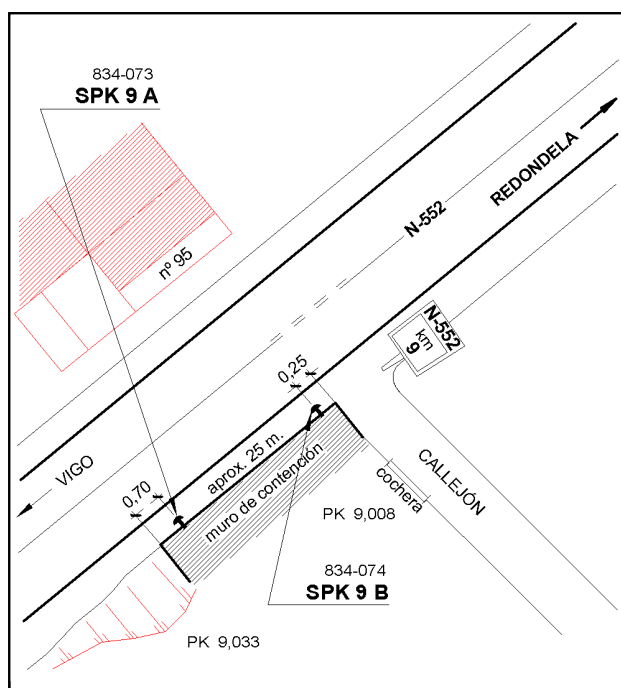 834-073
SPK 9 A
REDONDELA
N-552
nº 95
N-552
km
9
0,25
VIGO
aprox. 25 m.
0,70
muro de contención
cochera
CALLEJÓN
PK 9,008
834-074
SPK 9 B
PK 9,033